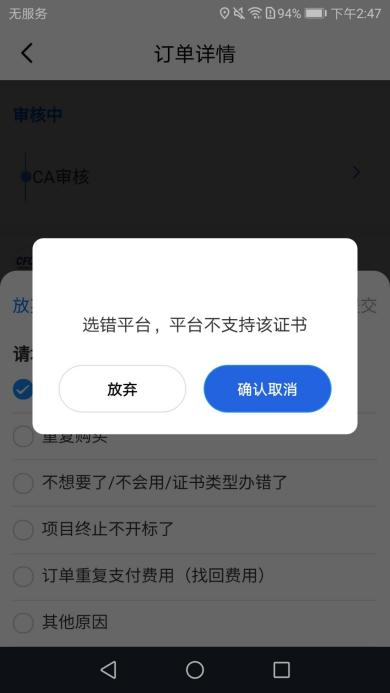 无服务 94% 下午2:47
订单详情
审核中
CA审核
CFC
选错平台，平台不支持该证书
放弃 确认取消
重复购买
不想要了/不会用/证书类型办错了
项目终止不开标了
订单重复支付费用（找回费用）
其他原因